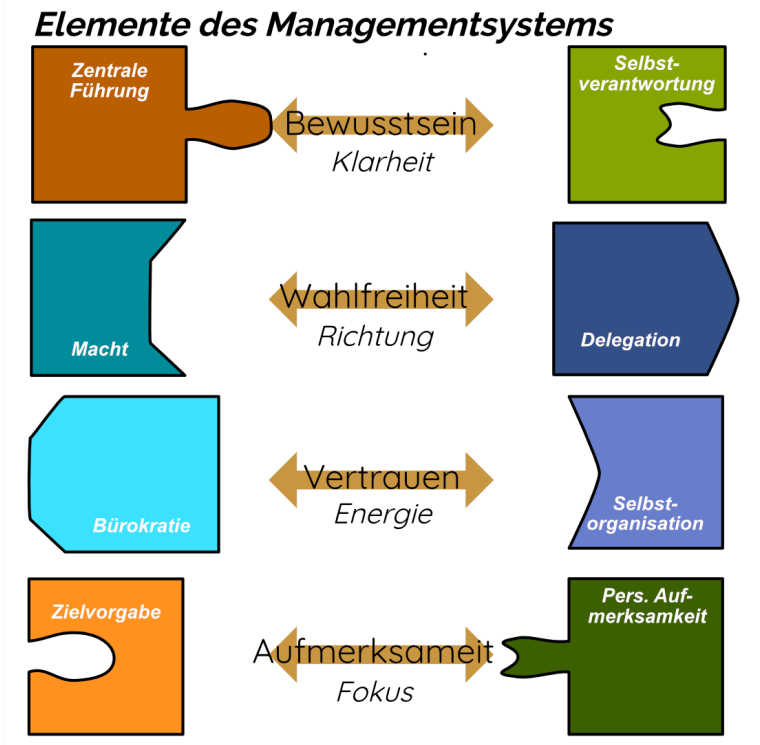 Elemente des Managementsystems
Zentrale
Führung
Bewusstsein
Klarheit
Selbst-
verantwortung
Macht
Wahlfreiheit
Richtung
Delegation
Bürokratie
Vertrauen
Energie
Selbst-
organisation
Zielvorgabe
Aufmerksameit
Fokus
Pers. Auf-
merksamkeit